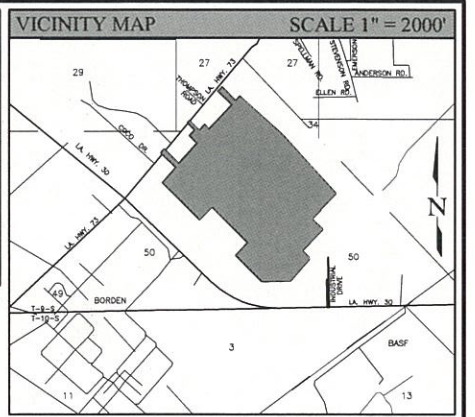 VICINITY MAP SCALE 1" = 2000'
29
27
27
SPELLMAN RD.
STEVENSON RD.
EMERSON
ANDERSON RD.
ELLEN RD.
LA. HWY. 73
THOMPSON ROAD
34
COCO DR.
LA. HWY. 30
N
LA. HWY. 73
50
50
INDUSTRIAL DRIVE
49
BORDEN
LA. HWY. 30
T-9-S
T-10-S
3
BASF
11
13